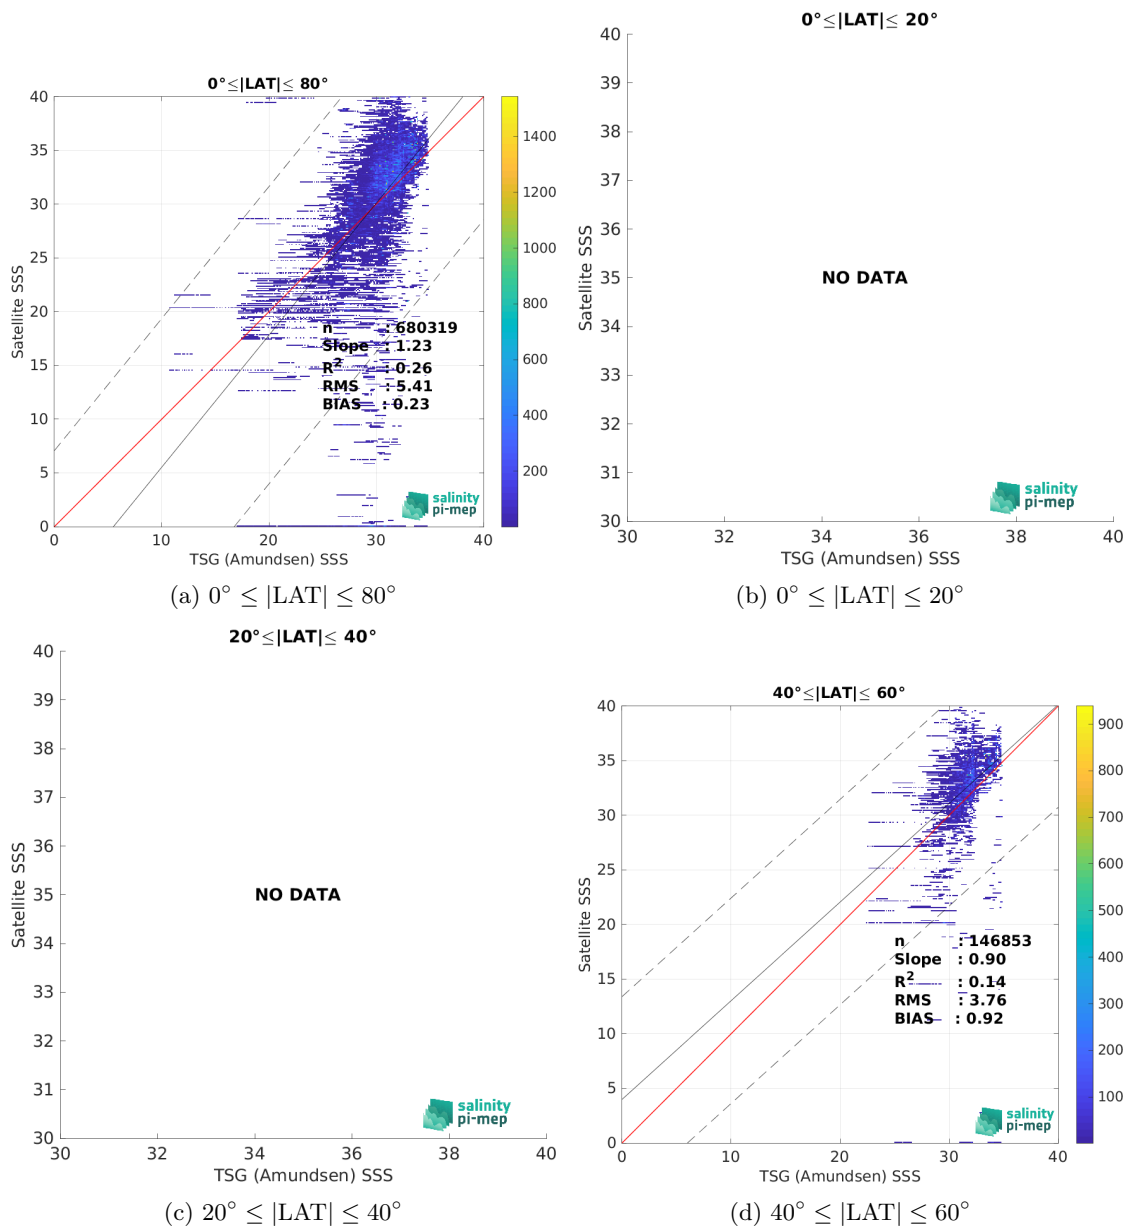 0°≤|LAT|≤ 80°
40
35
30
25
20
15
10
5
0
Satellite SSS
0
10
20
30
40
TSG (Amundsen) SSS
1400
1200
1000
800
600
400
200
n : 680319
Slope : 1.23
R² : 0.26
RMS : 5.41
BIAS : 0.23
salinity
pi-mep
(a) 0° ≤ |LAT| ≤ 80°
0°≤|LAT|≤ 20°
40
39
38
37
36
35
34
33
32
31
30
Satellite SSS
NO DATA
30
32
34
36
38
40
TSG (Amundsen) SSS
salinity
pi-mep
(b) 0° ≤ |LAT| ≤ 20°
20°≤|LAT|≤ 40°
40
39
38
37
36
35
34
33
32
31
30
Satellite SSS
NO DATA
30
32
34
36
38
40
TSG (Amundsen) SSS
salinity
pi-mep
(c) 20° ≤ |LAT| ≤ 40°
40°≤|LAT|≤ 60°
40
35
30
25
20
15
10
5
0
Satellite SSS
0
10
20
30
40
TSG (Amundsen) SSS
900
800
700
600
500
400
300
200
100
n : 146853
Slope : 0.90
R² : 0.14
RMS : 3.76
BIAS : 0.92
salinity
pi-mep
(d) 40° ≤ |LAT| ≤ 60°